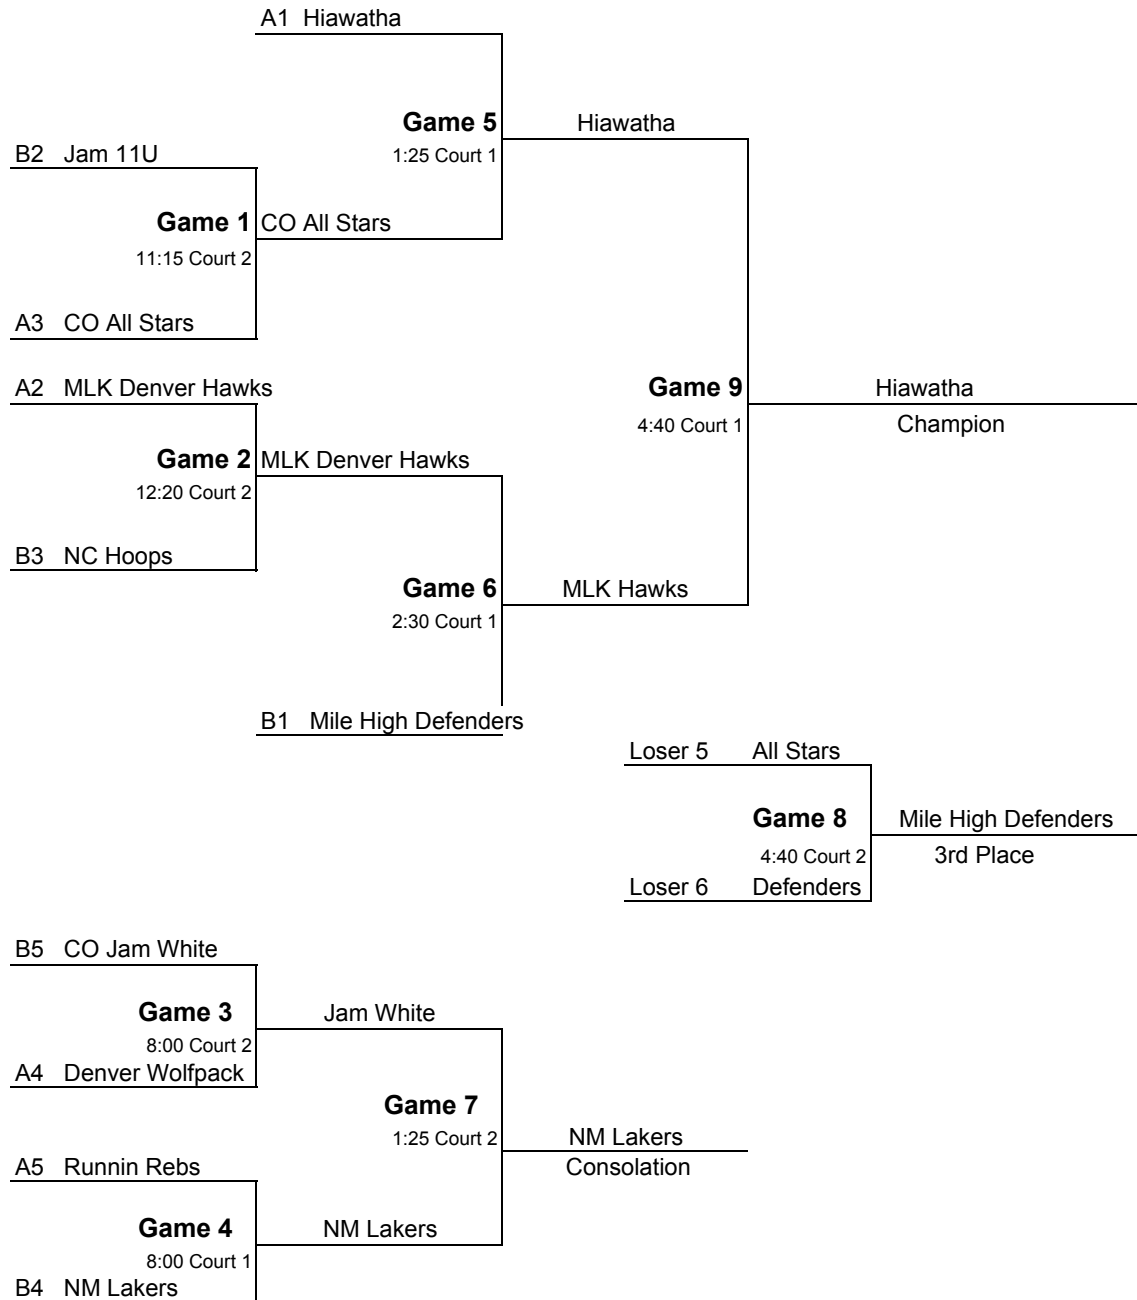 A1 Hiawatha
Game 5
Hiawatha
B2 Jam 11U
1:25 Court 1
Game 1 CO All Stars
11:15 Court 2
A3 CO All Stars
A2 MLK Denver Hawks
Game 9
Hiawatha
4:40 Court 1
Champion
Game 2 MLK Denver Hawks
12:20 Court 2
B3 NC Hoops
Game 6
MLK Hawks
2:30 Court 1
B1 Mile High Defenders
Loser 5 All Stars
Game 8
Mile High Defenders
4:40 Court 2
3rd Place
Loser 6 Defenders
B5 CO Jam White
Game 3
Jam White
8:00 Court 2
A4 Denver Wolfpack
Game 7
1:25 Court 2
NM Lakers
A5 Runnin Rebs
Consolation
Game 4
NM Lakers
8:00 Court 1
B4 NM Lakers